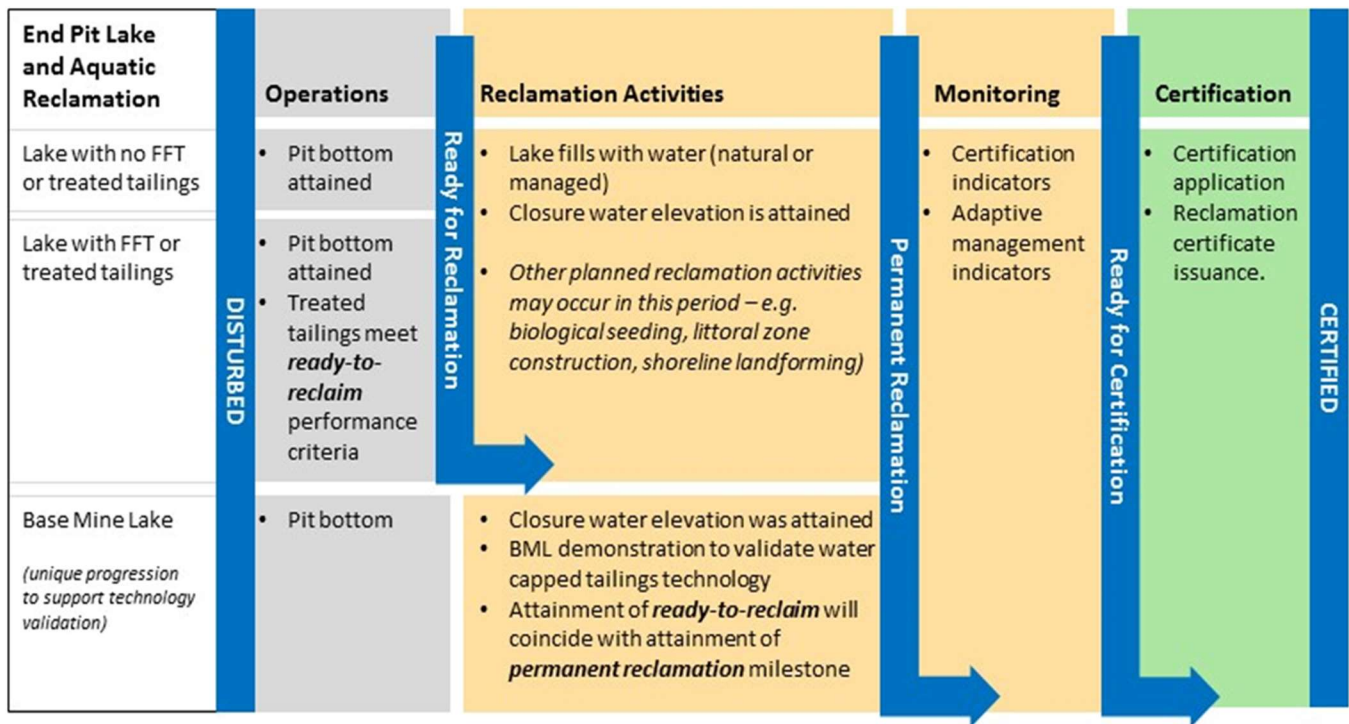 End Pit Lake
and Aquatic
Reclamation
Operations
Reclamation Activities
Monitoring
Certification
Lake with no FFT
or treated tailings
• Pit bottom
attained
• Lake fills with water (natural or
managed)
• Closure water elevation is attained
• Other planned reclamation activities
may occur in this period – e.g.
biological seeding, littoral zone
construction, shoreline landforming)
• Certification
indicators
• Adaptive
management
indicators
• Certification
application
• Reclamation
certificate
issuance.
Lake with FFT or
treated tailings
• Pit bottom
attained
• Treated
tailings meet
ready-to-
reclaim
performance
criteria
Base Mine Lake
(unique progression
to support technology
validation)
• Pit bottom
• Closure water elevation was attained
• BML demonstration to validate water
capped tailings technology
• Attainment of ready-to-reclaim will
coincide with attainment of
permanent reclamation milestone
DISTURBED
Ready for Reclamation
Permanent Reclamation
Ready for Certification
CERTIFIED